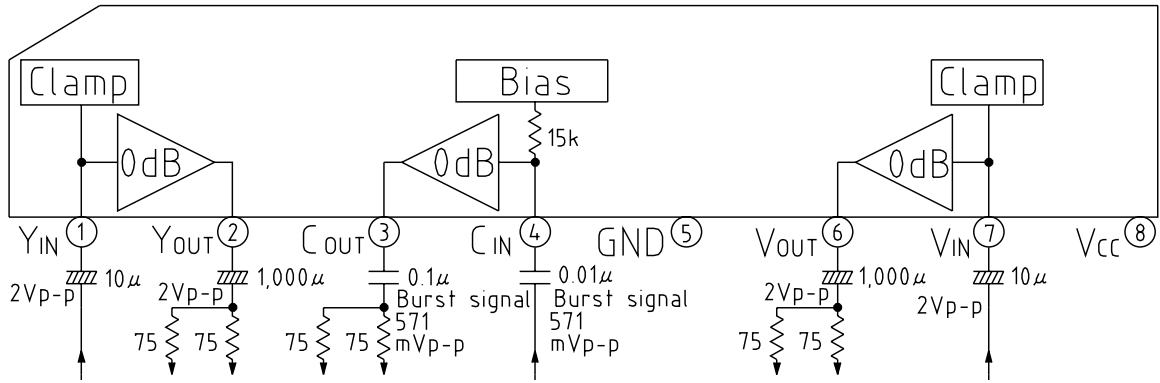 Clamp
Bias
Clamp
15k
0dB
0dB
0dB
YIN 1
YOUT 2
COUT 3
CIN 4
GND 5
VOUT 6
VIN 7
VCC 8
10μ
2Vp-p
1,000μ
2Vp-p
0.1μ
Burst signal
571
mVp-p
0.01μ
Burst signal
571
mVp-p
1,000μ
2Vp-p
10μ
2Vp-p
75
75
75
75
75
75